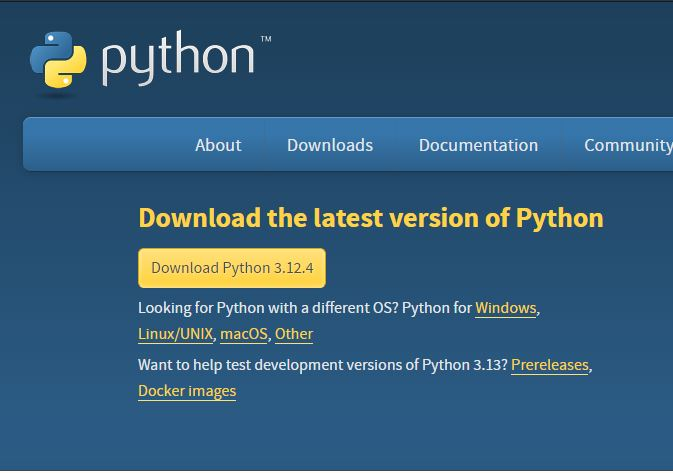 python™
About Downloads Documentation Community
Download the latest version of Python
Download Python 3.12.4
Looking for Python with a different OS? Python for Windows,
Linux/UNIX, macOS, Other
Want to help test development versions of Python 3.13? Prereleases,
Docker images